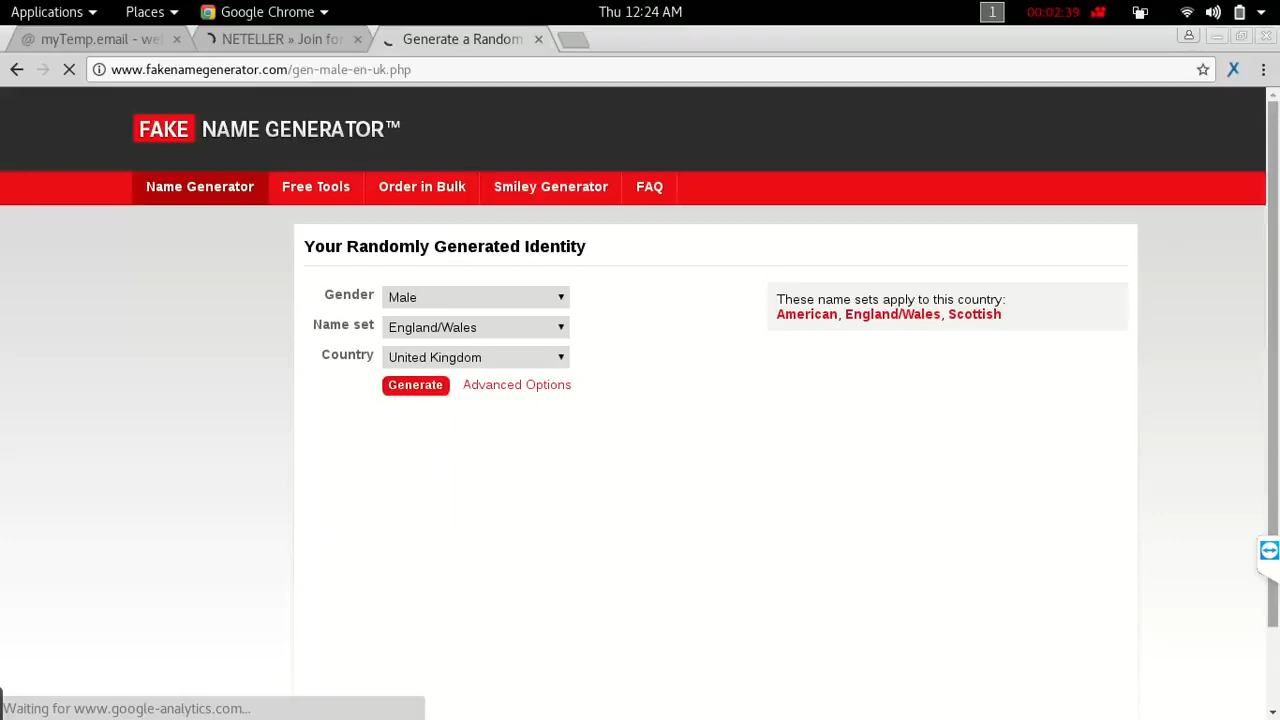 Applications Places Google Chrome Thu 12:24 AM 1 00:02:39
@ myTemp.email - we NETELLER » Join for Generate a Random
www.fakenamegenerator.com/gen-male-en-uk.php X
FAKE NAME GENERATOR™
Name Generator Free Tools Order in Bulk Smiley Generator FAQ
Your Randomly Generated Identity
Gender Male
Name set England/Wales
Country United Kingdom
Generate Advanced Options
These name sets apply to this country:
American, England/Wales, Scottish
Waiting for www.google-analytics.com...